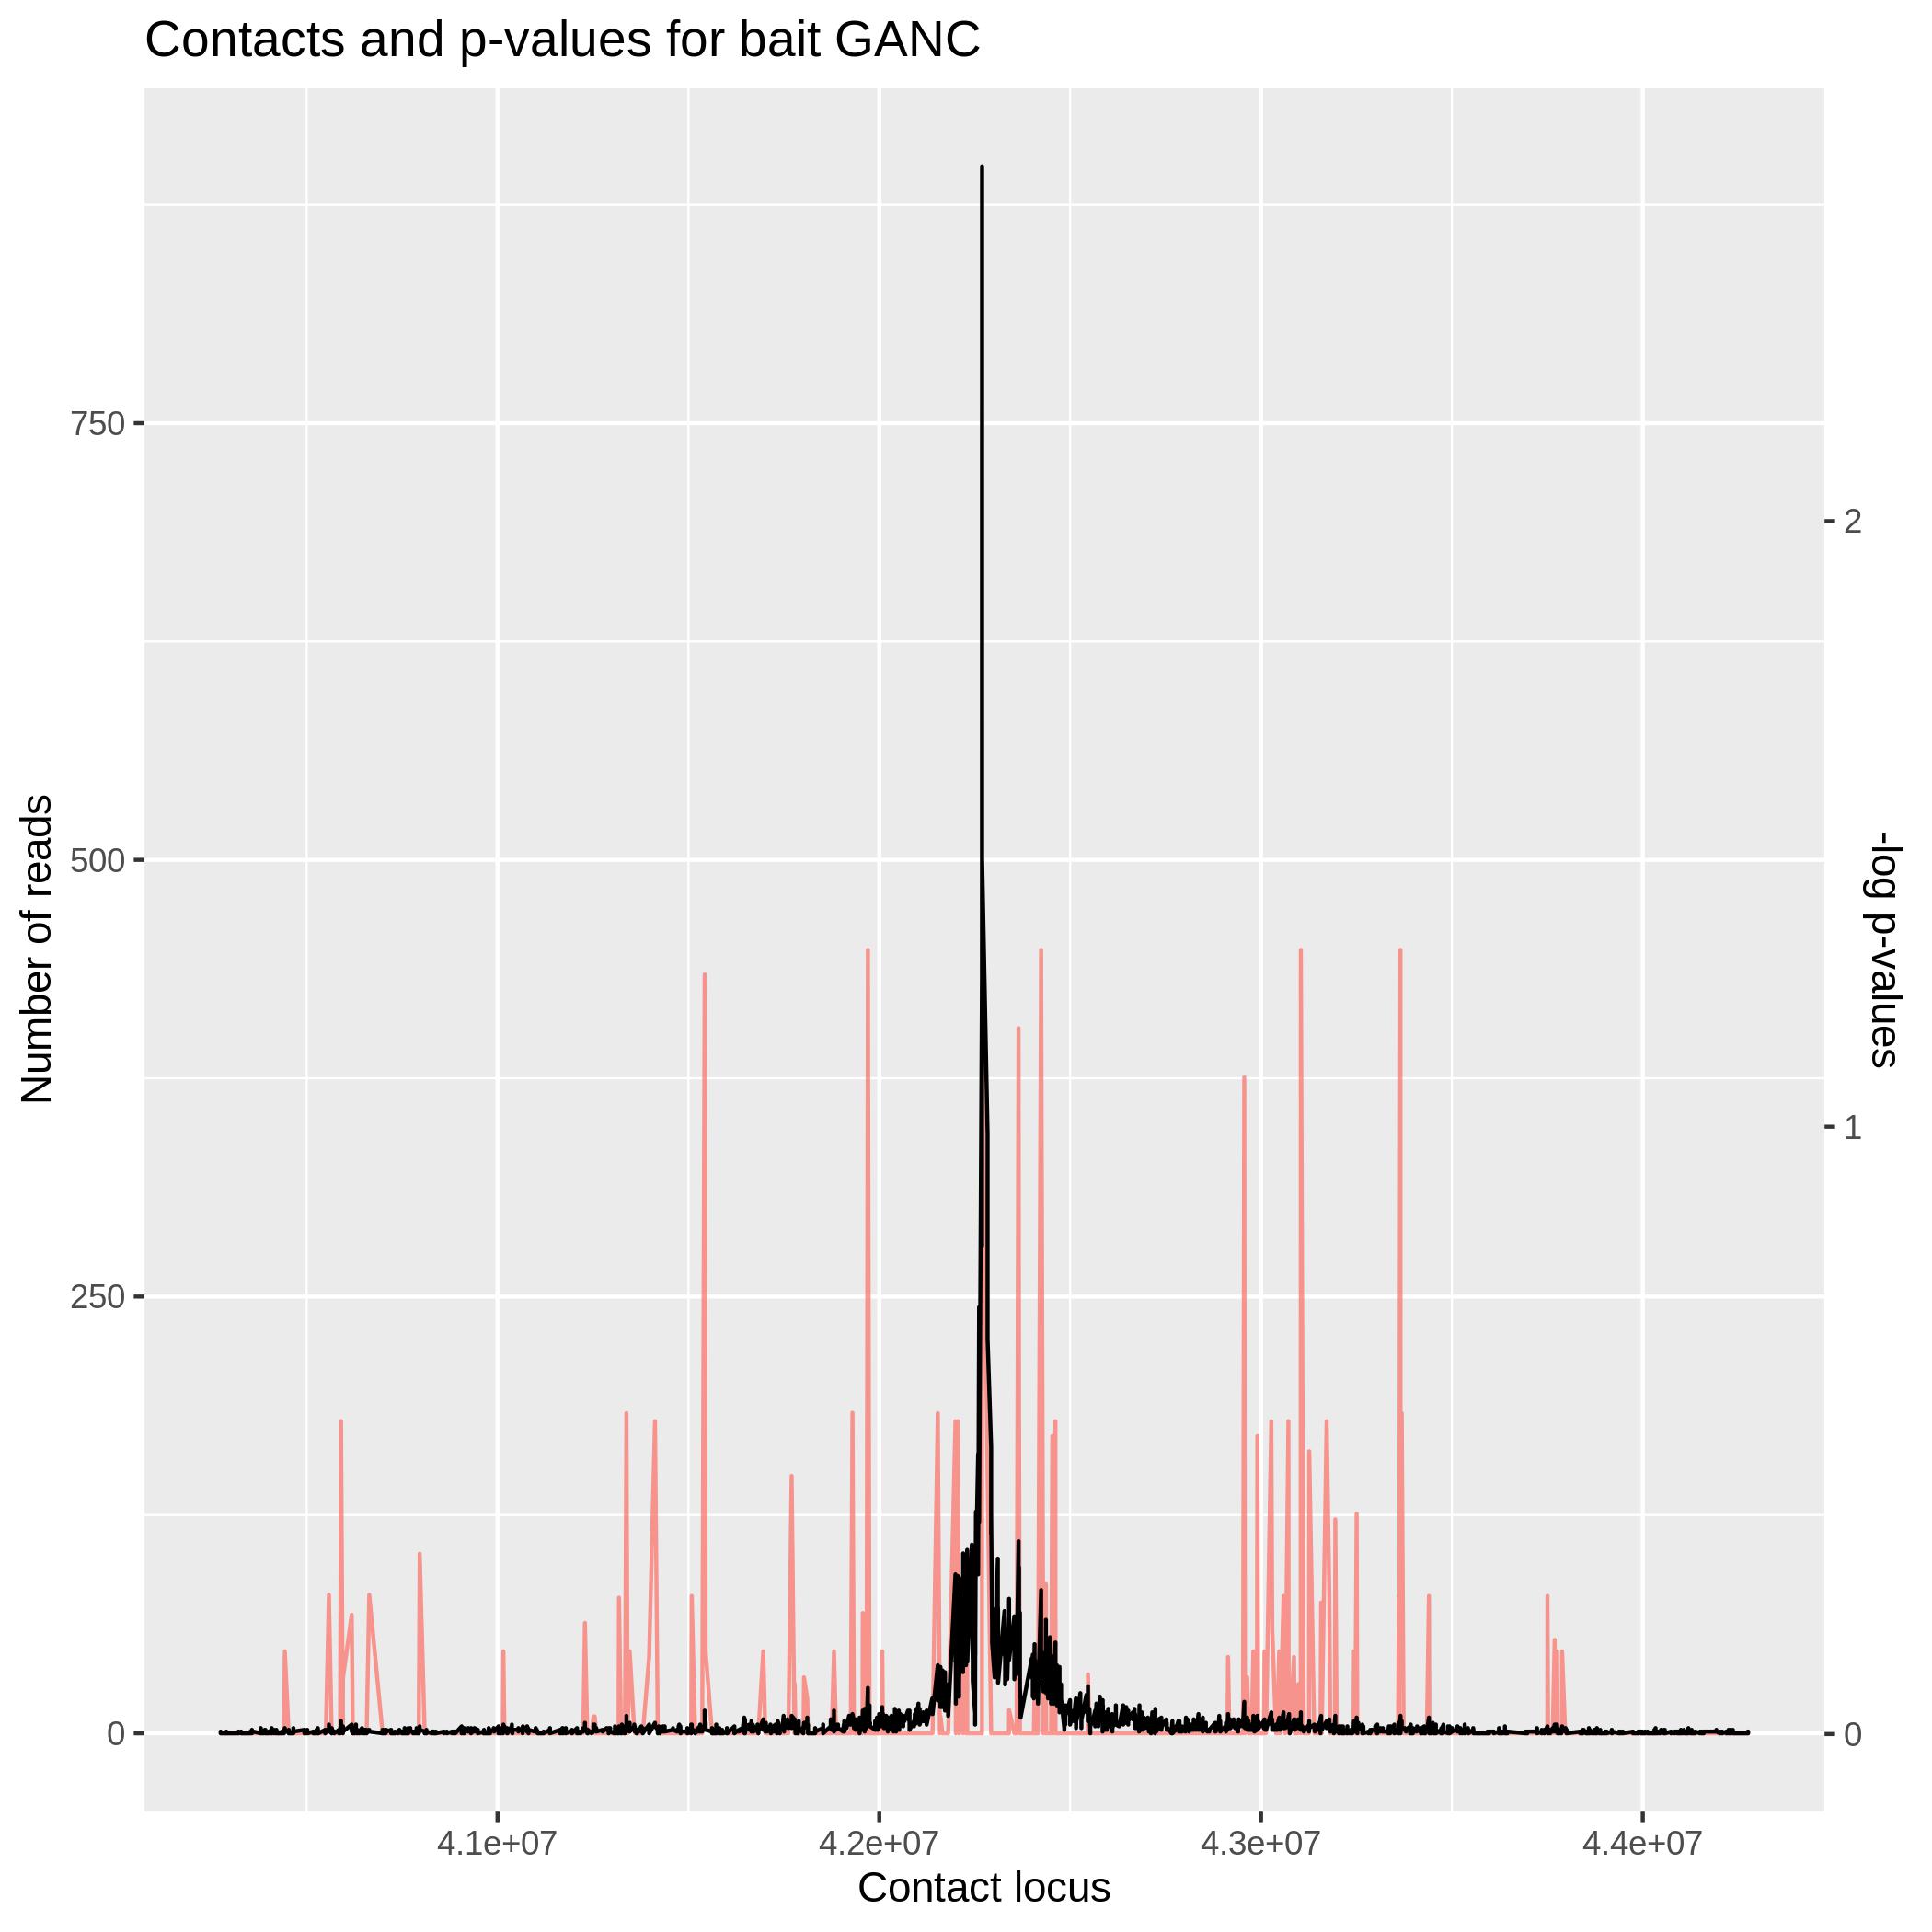 Contacts and p-values for bait GANC
Number of reads
750
500
250
0
2
1
0
-log p-values
4.1e+07
4.2e+07
4.3e+07
4.4e+07
Contact locus